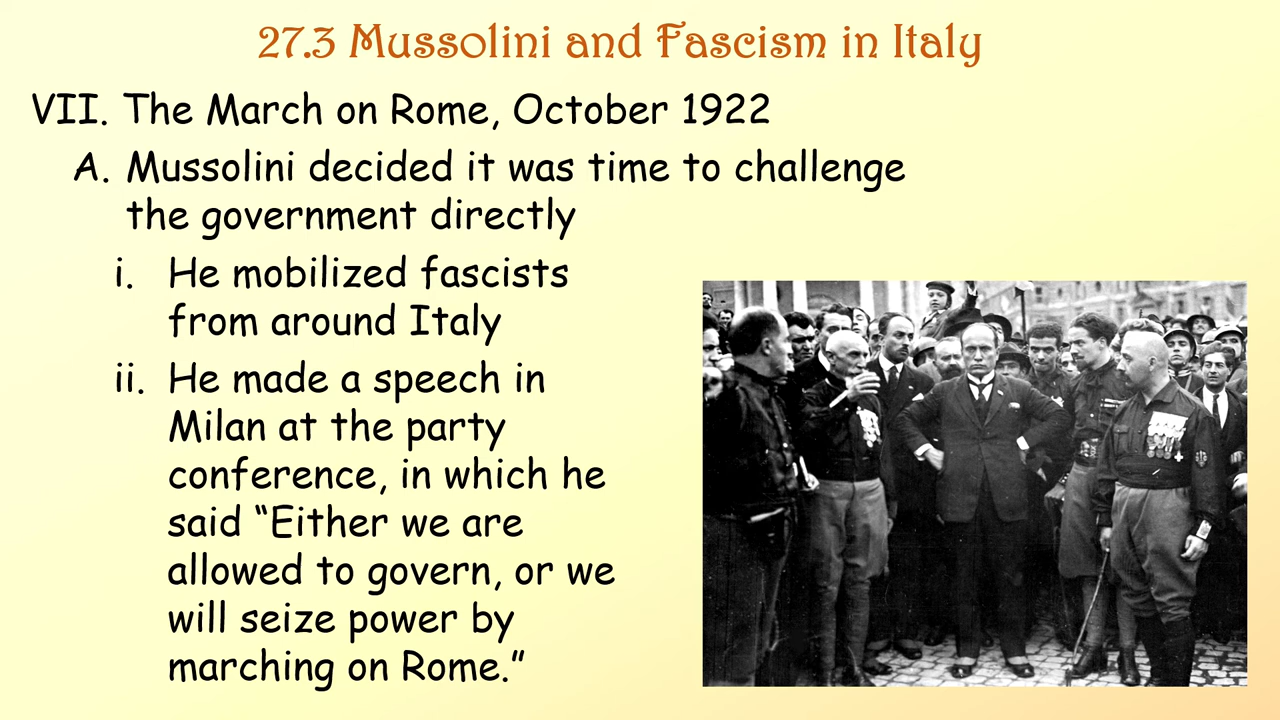 27.3 Mussolini and Fascism in Italy
VII. The March on Rome, October 1922
A. Mussolini decided it was time to challenge
the government directly
i. He mobilized fascists
from around Italy
ii. He made a speech in
Milan at the party
conference, in which he
said “Either we are
allowed to govern, or we
will seize power by
marching on Rome.”